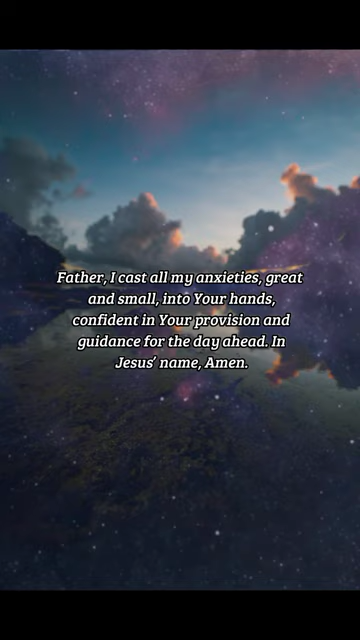 Father, I cast all my anxieties, great
and small, into Your hands,
confident in Your provision and
guidance for the day ahead. In
Jesus' name, Amen.